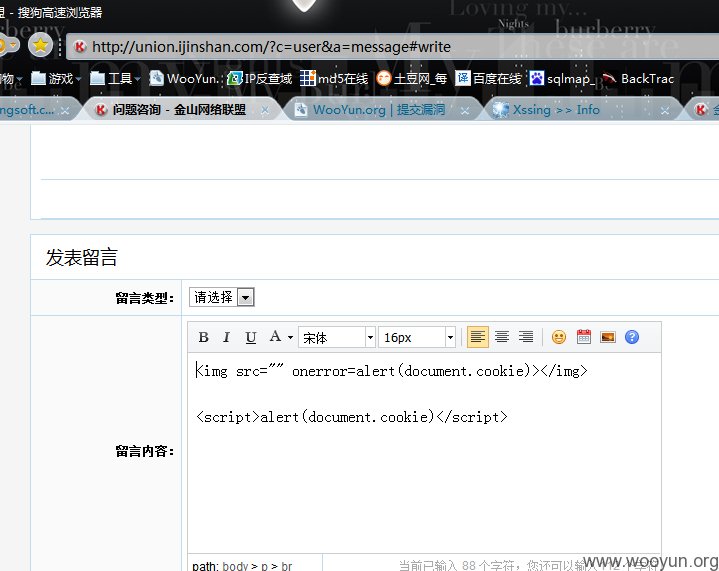 盟 - 搜狗高速浏览器
Loving my...
Nights
burberry
http://union.ijinshan.com/?c=user&a=message#write
物 游戏 工具 WooYun. IP反查域 md5在线 土豆网_每 百度在线 sqlmap_ BackTrac
ngsoft.c... 问题咨询 - 金山网络联盟 WooYun.org | 提交漏洞 Xssing >> Info 金
发表留言
留言类型: 请选择
B I U A 宋体 16px
留言内容:
<img src="" onerror=alert(document.cookie)></img>
<script>alert(document.cookie)</script>
path: body > p > br 当前已输入 88 个字符，您还可以输入
www.wooyun.org